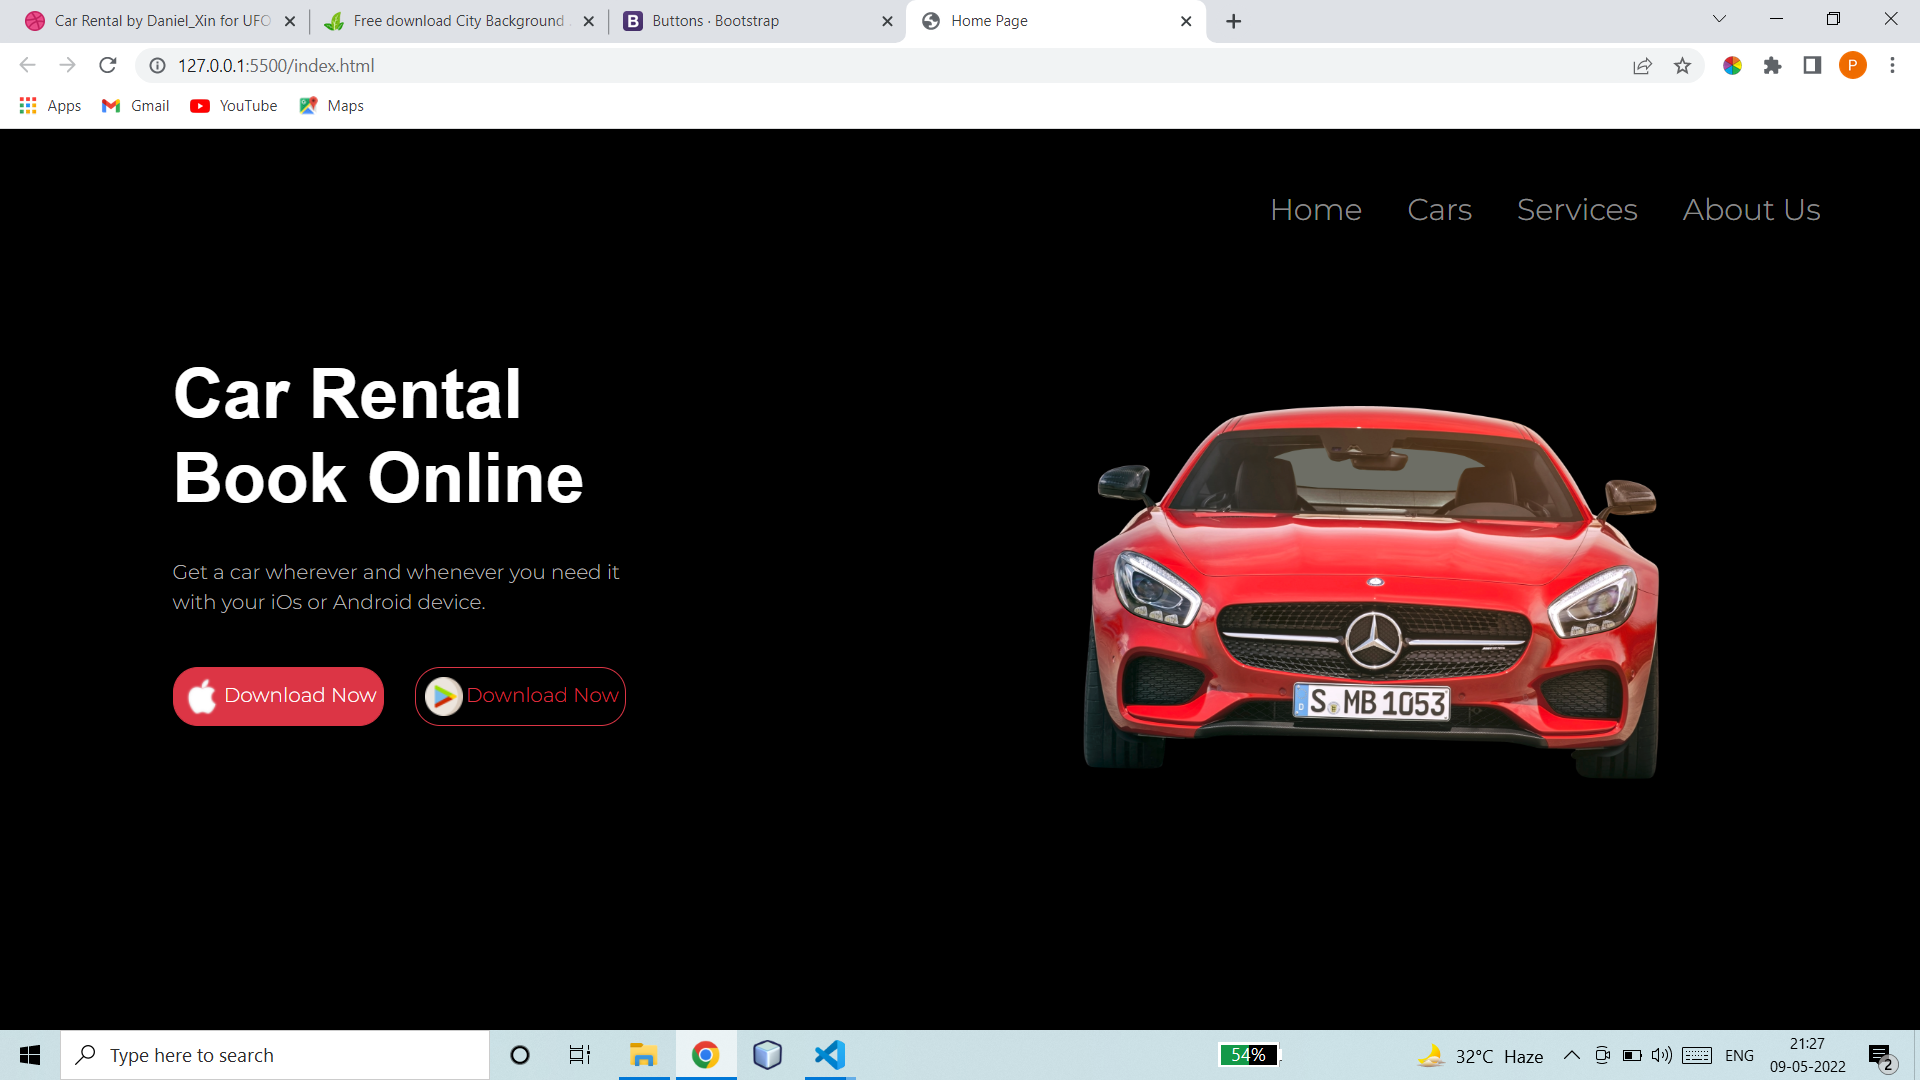 Car Rental by Daniel_Xin for UFO
Free download City Background
Buttons · Bootstrap
Home Page
127.0.0.1:5500/index.html
P
Apps
Gmail
YouTube
Maps
Home
Cars
Services
About Us
Car Rental
Book Online
Get a car wherever and whenever you need it
with your iOs or Android device.
Download Now
Download Now
S MB 1053
Type here to search
54%
32°C Haze
ENG
21:27
09-05-2022
2